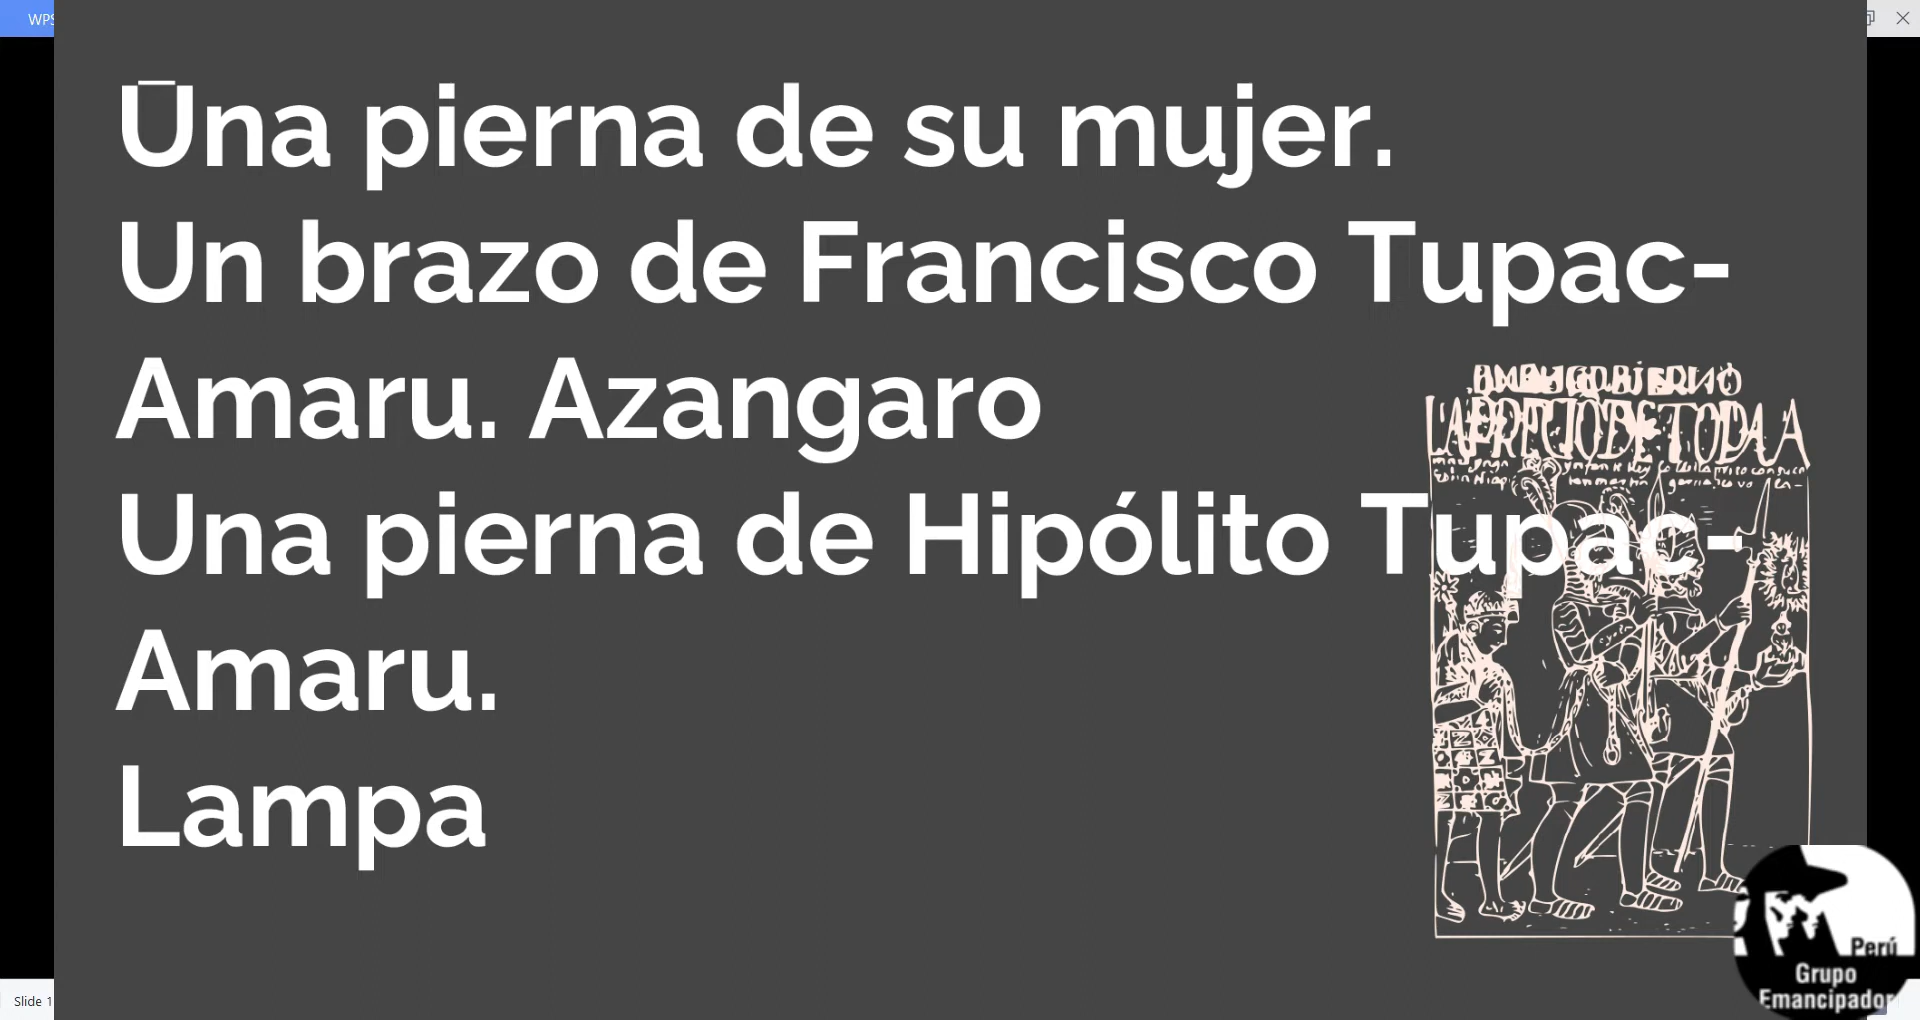 WPS
Una pierna de su mujer.
Un brazo de Francisco Tupac-
Amaru. Azangaro
Una pierna de Hipólito Tupac-
Amaru.
Lampa
Perú
Grupo
Emancipador
Slide 1